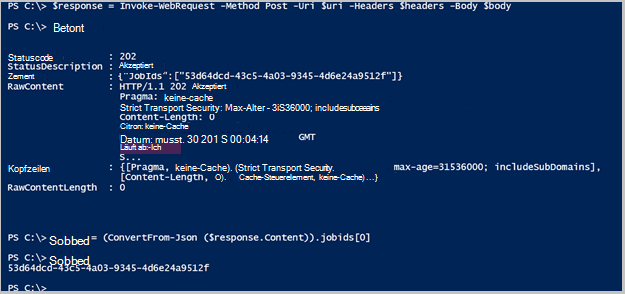 PS C:\> $response = Invoke-WebRequest -Method Post -Uri $uri -Headers $headers -Body $body
PS C:\> Betont
Statuscode : 202
StatusDescription : Akzeptiert
Zement : {"JobIds":["53d64dcd-43c5-4a03-9345-4d6e24a9512f"]}
RawContent : HTTP/1.1 202 Akzeptiert
Pragma: keine-cache
Strict Transport Security: Max-Alter - 3iS36000; includesuboceains
Content-Length: 0
Citron: keine-Cache
Datum: musst. 30 201 S 00:04:14 GMT
Läuft ab:-Ich
S...
Kopfzeilen : {[Pragma, keine-Cache). (Strict Transport Security. max-age=31536000; includeSubDomains],
[Content-Length, O). Cache-Steuerelement, keine-Cache)...}
RawContentLength : 0
PS C:\> Sobbed = (ConvertFrom-Json ($response.Content)).jobids[0]
PS C:\> Sobbed
53d64dcd-43c5-4a03-9345-4d6e24a9512f
PS C:\>